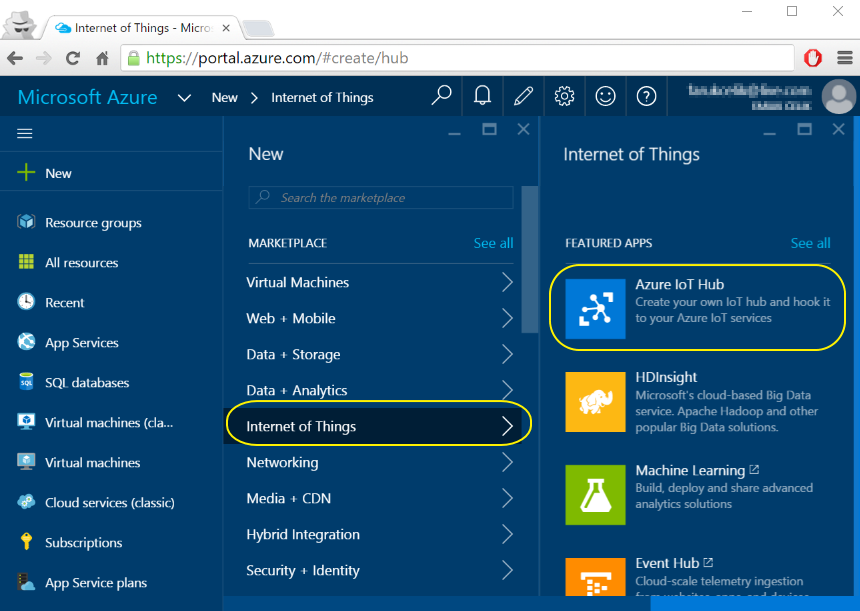 Internet of Things - Micros
https://portal.azure.com/#create/hub
Microsoft Azure
New > Internet of Things
New
Resource groups
All resources
Recent
App Services
SQL databases
Virtual machines (cla...
Virtual machines
Cloud services (classic)
Subscriptions
App Service plans
New
Search the marketplace
MARKETPLACE
See all
Virtual Machines
Web + Mobile
Data + Storage
Data + Analytics
Internet of Things
Networking
Media + CDN
Hybrid Integration
Security + Identity
Internet of Things
FEATURED APPS
See all
Azure IoT Hub
Create your own IoT hub and hook it
to your Azure IoT services
HDInsight
Microsoft's cloud-based Big Data
service. Apache Hadoop and other
popular Big Data solutions.
Machine Learning
Build, deploy and share advanced
analytics solutions
Event Hub
Cloud-scale telemetry ingestion
from websites, apps, and devices